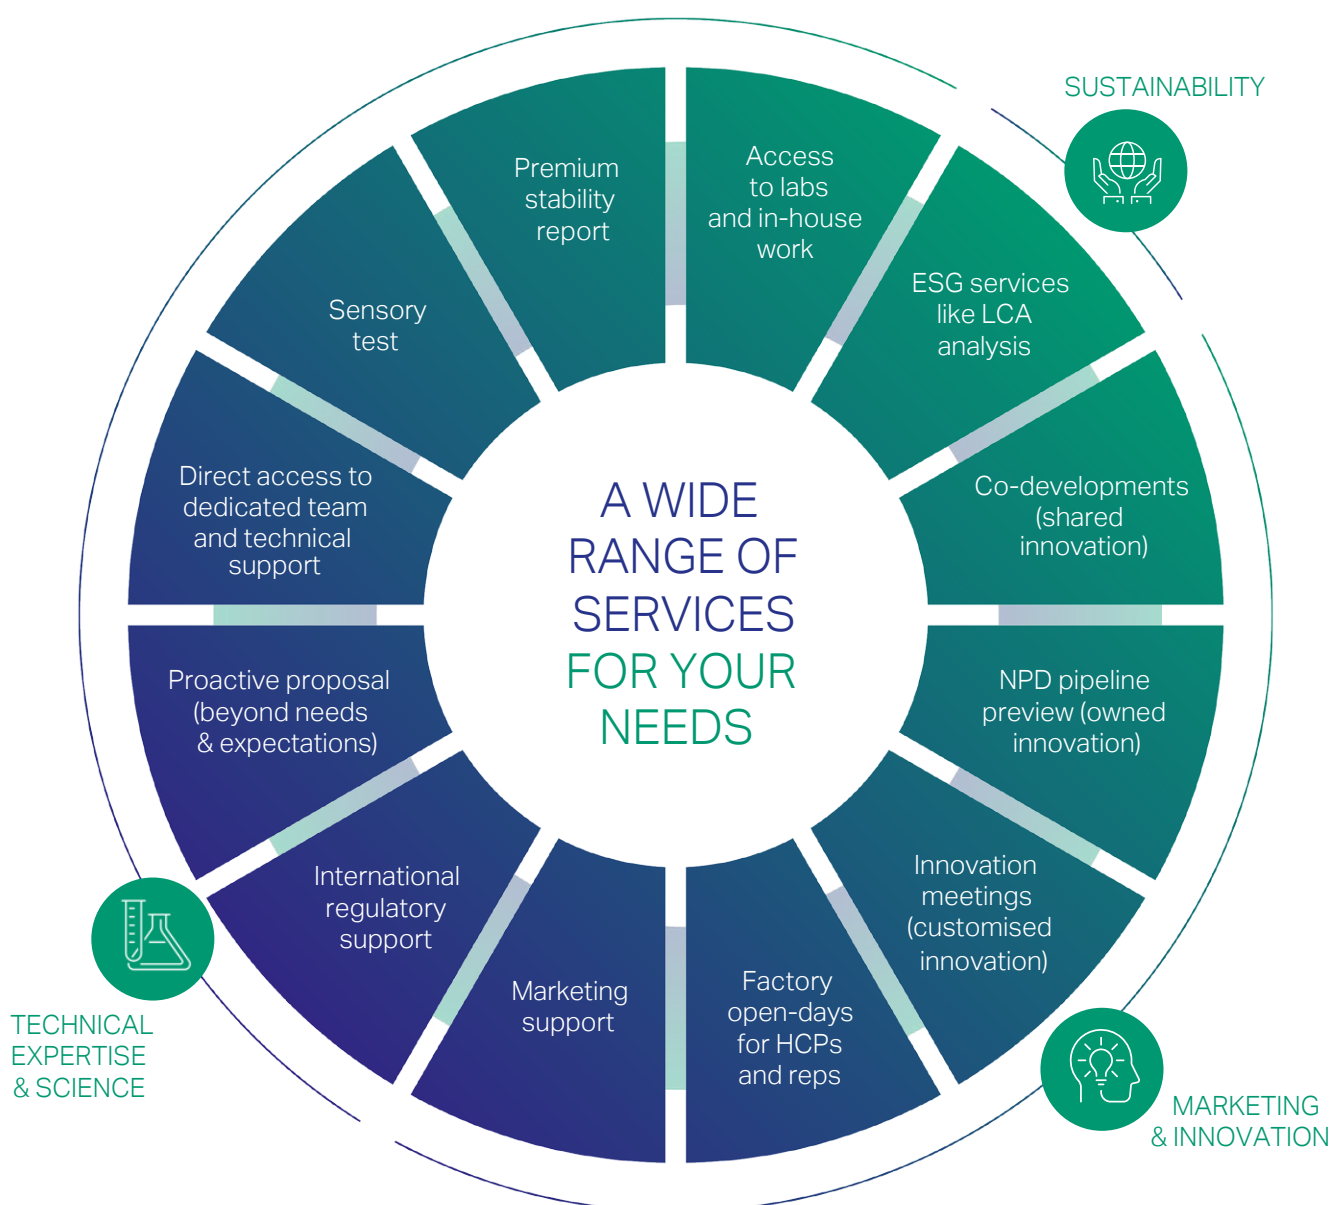 SUSTAINABILITY
Access
to labs
and in-house
work
ESG services
like LCA
analysis
Co-developments
(shared
innovation)
NPD pipeline
preview (owned
innovation)
Innovation
meetings
(customised
innovation)
Factory
open-days
for HCPs
and reps
Marketing
support
International
regulatory
support
Proactive proposal
(beyond needs
& expectations)
Direct access to
dedicated team
and technical
support
Sensory
test
Premium
stability
report
A WIDE
RANGE OF
SERVICES
FOR YOUR
NEEDS
TECHNICAL
EXPERTISE
& SCIENCE
MARKETING
& INNOVATION